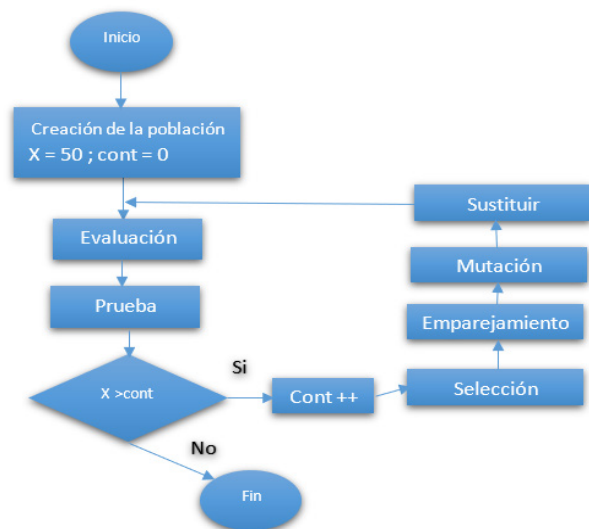 Inicio
Creación de la población
X = 50 ; cont = 0
Evaluación
Prueba
X >cont
Si
No
Fin
Cont ++
Selección
Emparejamiento
Mutación
Sustituir